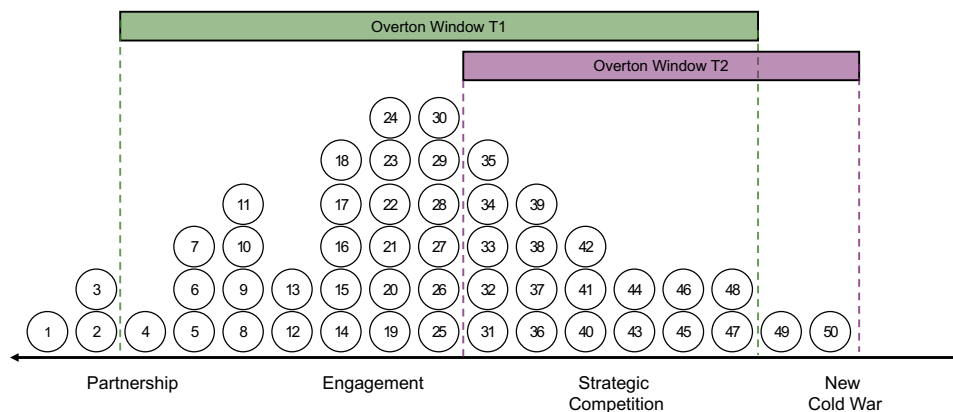 Overton Window T1
Overton Window T2
24 30
18 23 29 35
11 17 22 28 34 39
7 10 16 21 27 33 38 42
3 6 9 13 15 20 26 32 37 41 44 46 48
1 2 4 5 8 12 14 19 25 31 36 40 43 45 47 49 50
Partnership
Engagement
Strategic
Competition
New
Cold War